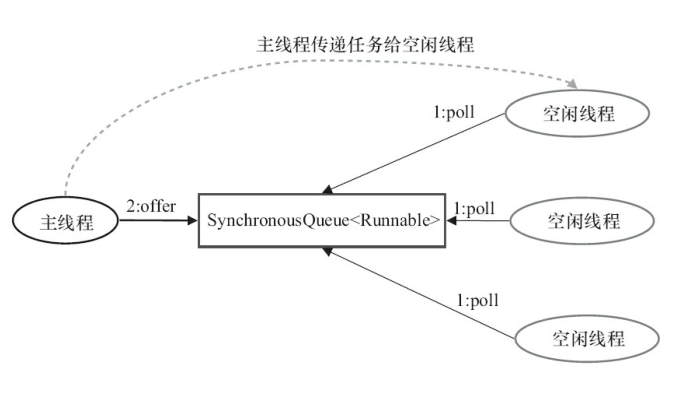 主线程传递任务给空闲线程
1:poll
空闲线程
2:offer
主线程
SynchronousQueue<Runnable>
1:poll
空闲线程
1:poll
空闲线程